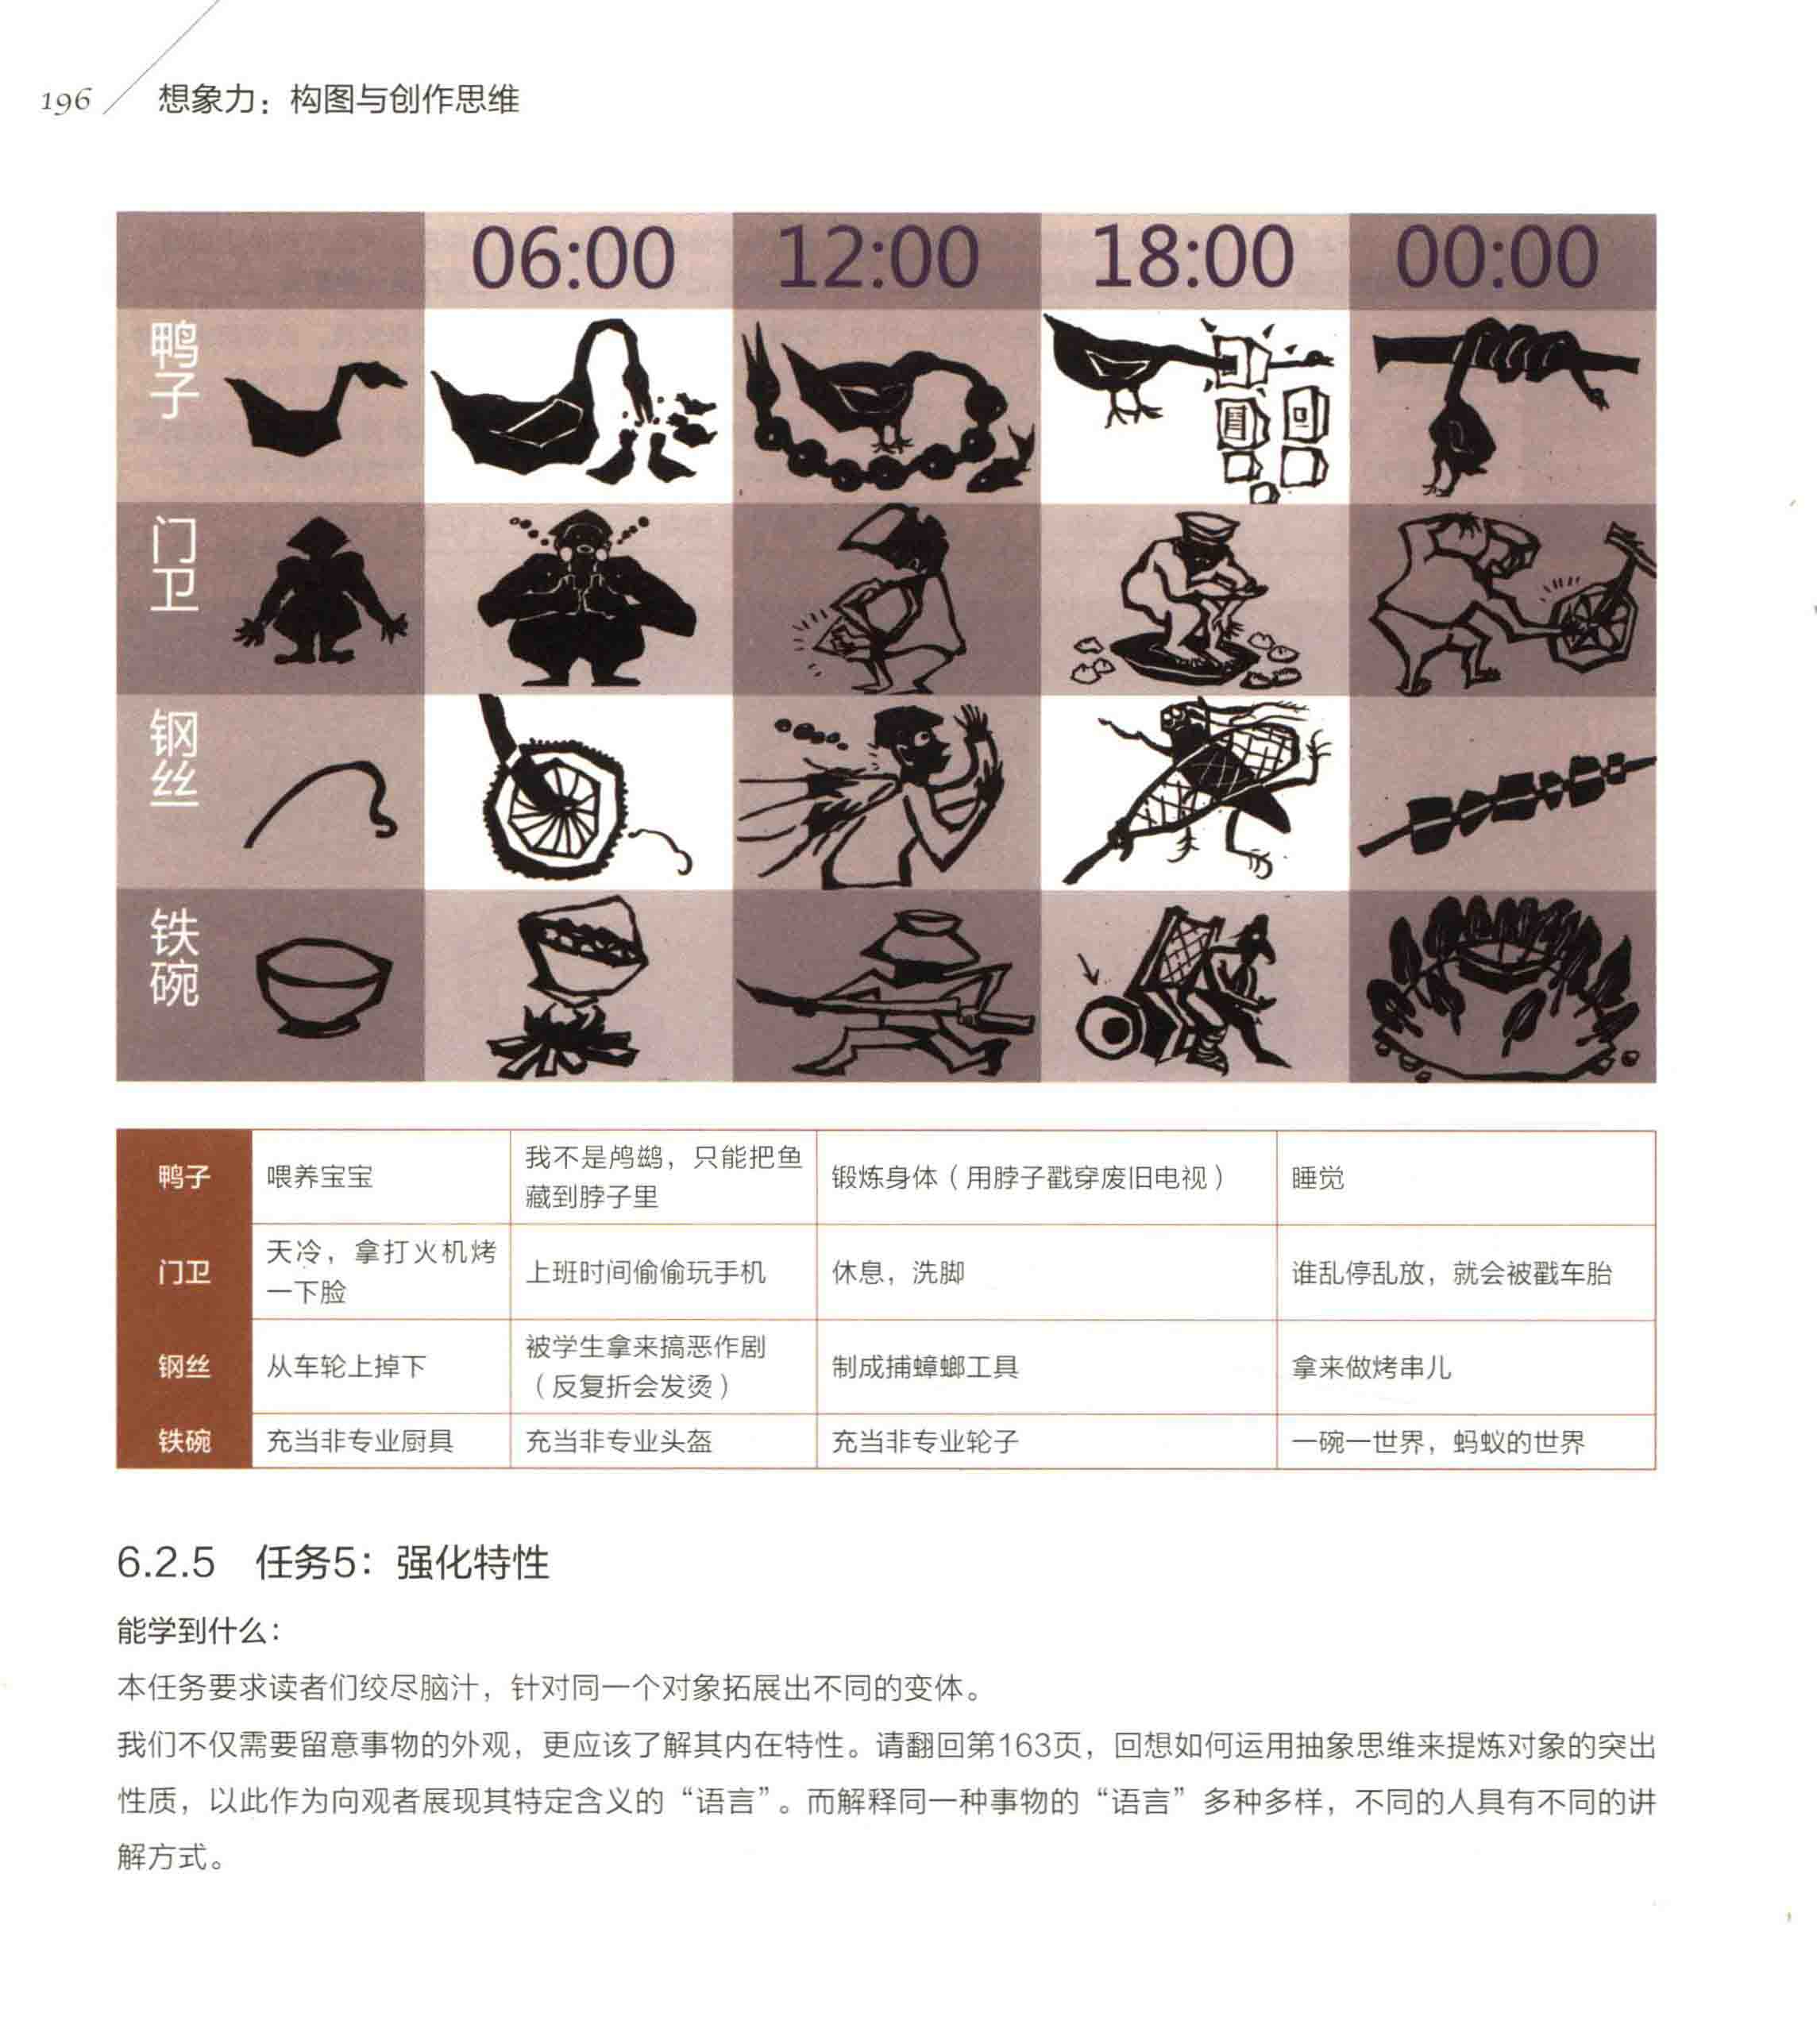 196
想象力：构图与创作思维
06:00 12:00 18:00 00:00
鸭子
门卫
钢丝
铁碗
鸭子 喂养宝宝 我不是鸬鹚，只能把鱼藏到脖子里 锻炼身体（用脖子戳穿废旧电视） 睡觉
门卫 天冷，拿打火机烤一下脸 上班时间偷偷玩手机 休息，洗脚 谁乱停乱放，就会被戳车胎
钢丝 从车轮上掉下 被学生拿来搞恶作剧（反复折会发烫） 制成捕蟑螂工具 拿来做烤串儿
铁碗 充当非专业厨具 充当非专业头盔 充当非专业轮子 一碗一世界，蚂蚁的世界
6.2.5 任务5：强化特性
能学到什么：
本任务要求读者们绞尽脑汁，针对同一个对象拓展出不同的变体。
我们不仅需要留意事物的外观，更应该了解其内在特性。请翻回第163页，回想如何运用抽象思维来提炼对象的突出
性质，以此作为向观者展现其特定含义的“语言”。而解释同一种事物的“语言”多种多样，不同的人具有不同的讲
解方式。